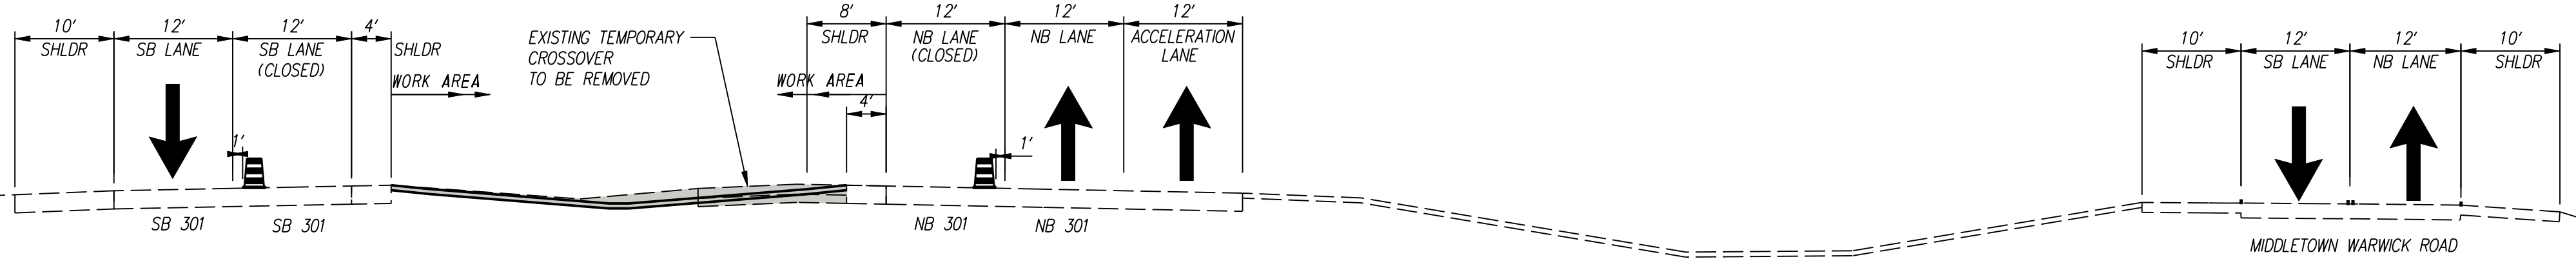 10' 12' 12' 4'
SHLDR SB LANE SB LANE SHLDR
(CLOSED)
WORK AREA
1'
EXISTING TEMPORARY
CROSSOVER
TO BE REMOVED
8' 12' 12' 12'
SHLDR NB LANE NB LANE ACCELERATION
(CLOSED) LANE
WORK AREA
4'
1'
10' 12' 12' 10'
SHLDR SB LANE NB LANE SHLDR
SB 301 SB 301
NB 301 NB 301
MIDDLETOWN WARWICK ROAD